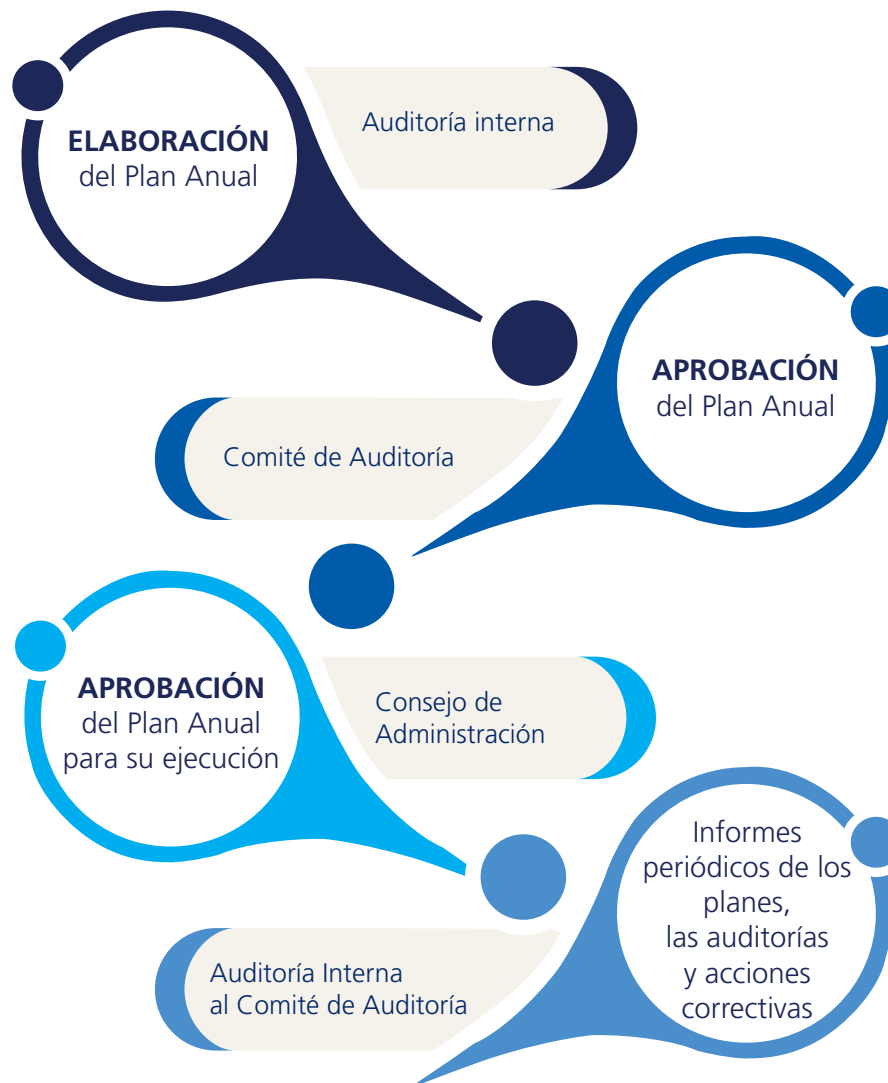 ELABORACIÓN
del Plan Anual
Auditoría interna
APROBACIÓN
del Plan Anual
Comité de Auditoría
APROBACIÓN
del Plan Anual
para su ejecución
Consejo de
Administración
Informes
periódicos de los
planes,
las auditorías
y acciones
correctivas
Auditoría Interna
al Comité de Auditoría